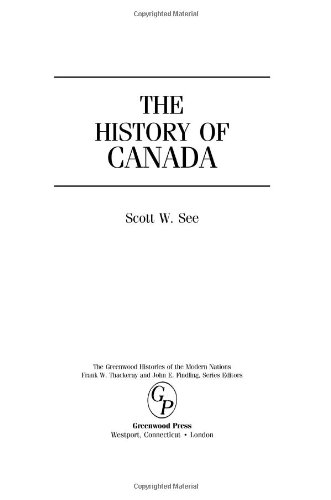 Copyrighted Material
THE
HISTORY OF
CANADA
Scott W. See
The Greenwood Histories of the Modern Nations
Frank W. Thackeray and John E. Findling, Series Editors
GP
Greenwood Press
Westport, Connecticut • London
Copyrighted Material